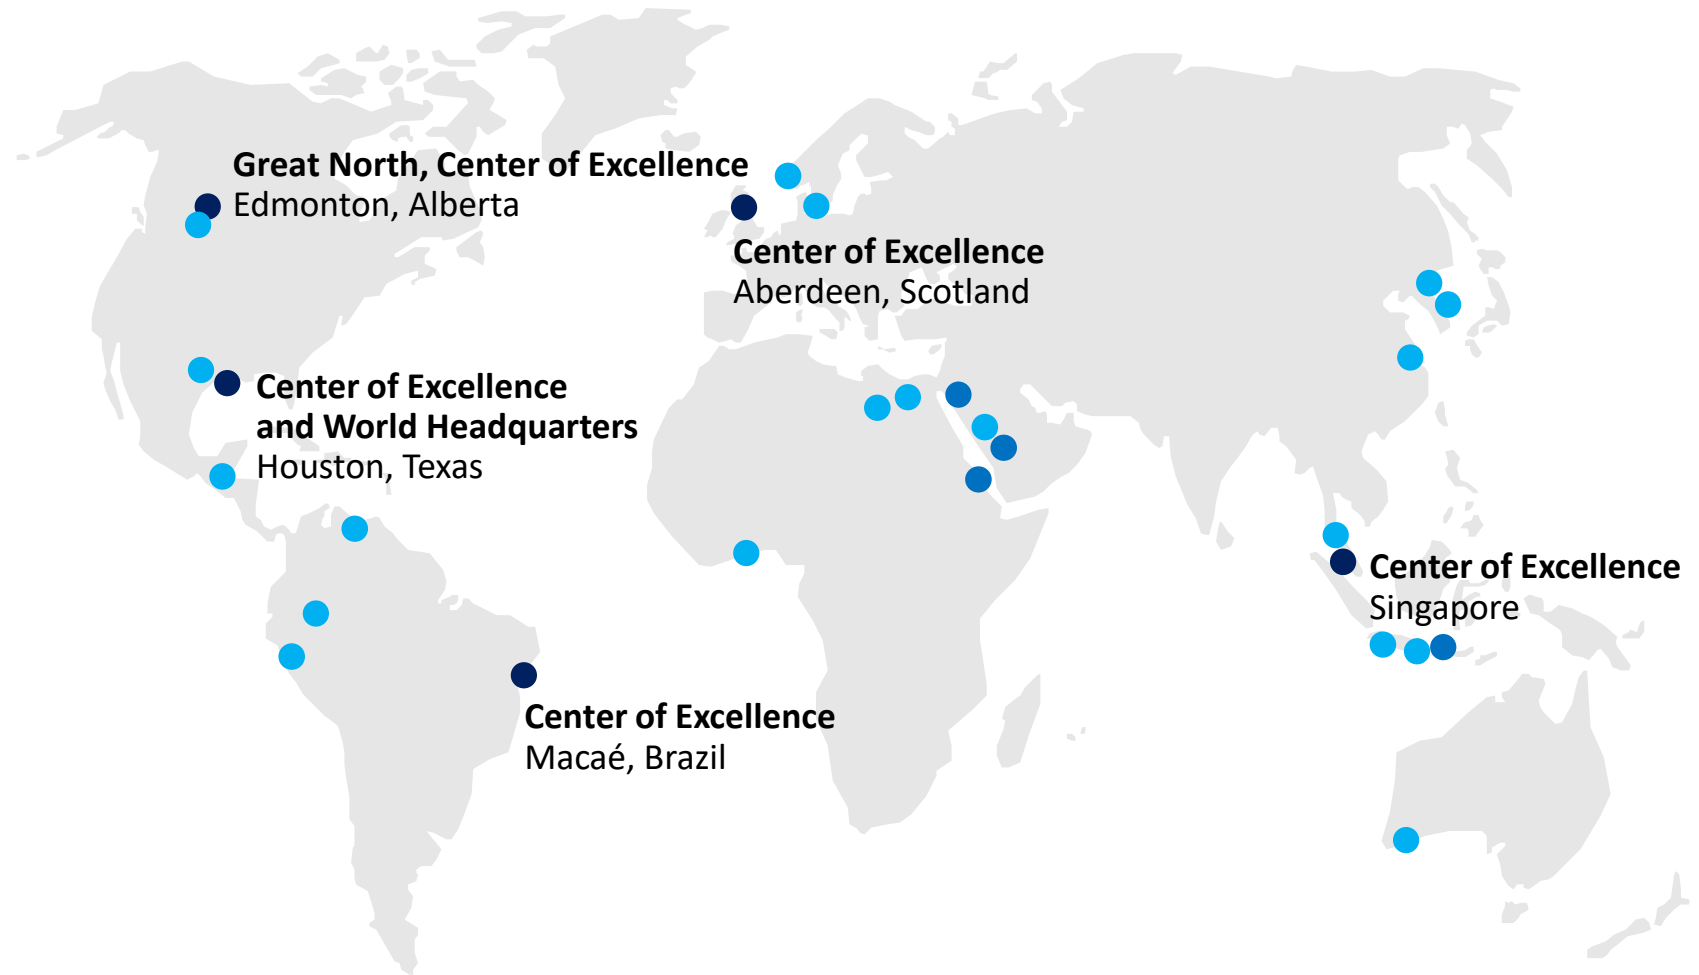 Great North, Center of Excellence
Edmonton, Alberta
Center of Excellence
Aberdeen, Scotland
Center of Excellence
and World Headquarters
Houston, Texas
Center of Excellence
Singapore
Center of Excellence
Macaé, Brazil